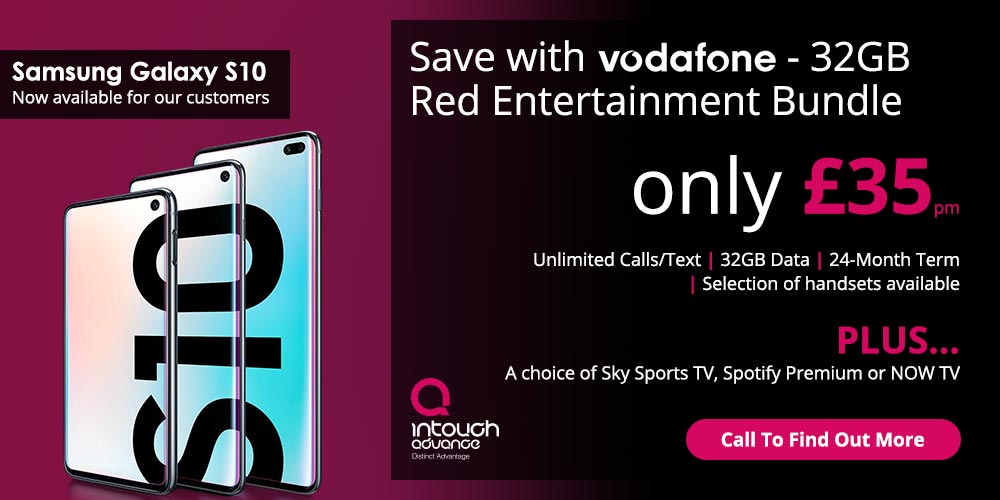 Samsung Galaxy S10
Now available for our customers
S10
Save with vodafone - 32GB
Red Entertainment Bundle
only £35pm
Unlimited Calls/Text | 32GB Data | 24-Month Term
| Selection of handsets available
PLUS...
A choice of Sky Sports TV, Spotify Premium or NOW TV
intouch
advance
Distinct Advantage
Call To Find Out More